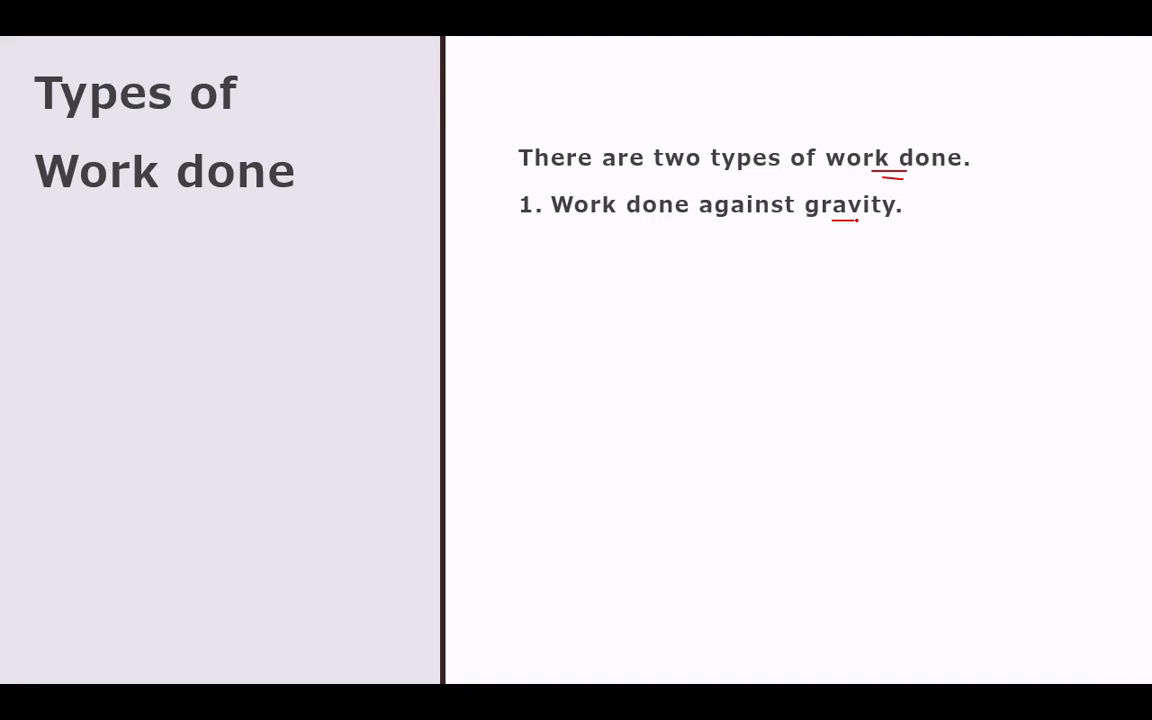 Types of
Work done
There are two types of work done.
1. Work done against gravity.